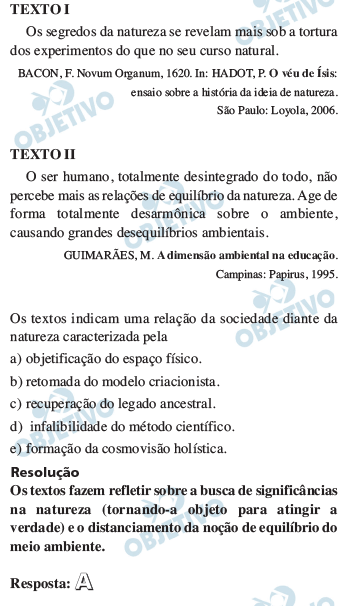 TEXTO I
Os segredos da natureza se revelam mais sob a tortura
dos experimentos do que no seu curso natural.
BACON, F. Novum Organum, 1620. In: HADOT, P. O véu de Ísis:
ensaio sobre a história da ideia de natureza.
São Paulo: Loyola, 2006.
TEXTO II
O ser humano, totalmente desintegrado do todo, não
percebe mais as relações de equilíbrio da natureza. Age de
forma totalmente desarmônica sobre o ambiente,
causando grandes desequilíbrios ambientais.
GUIMARÃES, M. A dimensão ambiental na educação.
Campinas: Papirus, 1995.
Os textos indicam uma relação da sociedade diante da
natureza caracterizada pela
a) objetificação do espaço físico.
b) retomada do modelo criacionista.
c) recuperação do legado ancestral.
d) infalibilidade do método científico.
e) formação da cosmovisão holística.
Resolução
Os textos fazem refletir sobre a busca de significâncias
na natureza (tornando-a objeto para atingir a
verdade) e o distanciamento da noção de equilíbrio do
meio ambiente.
Resposta: A
OBJETIVO
OBJETIVO
OBJETIVO
OBJETIVO
OBJETIVO
OBJETIVO